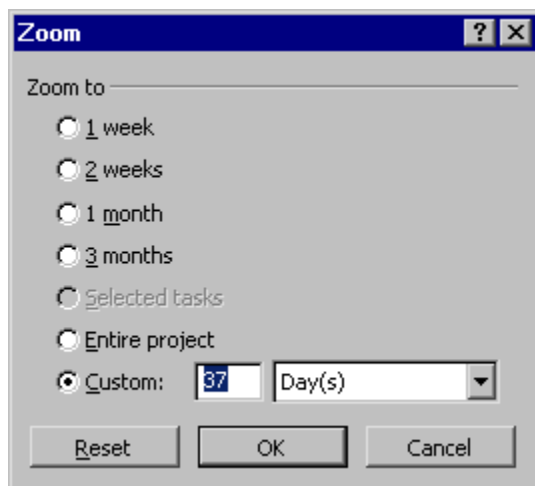 Zoom
Zoom to
1 week
2 weeks
1 month
3 months
Selected tasks
Entire project
Custom: 37 Day(s)
Reset OK Cancel